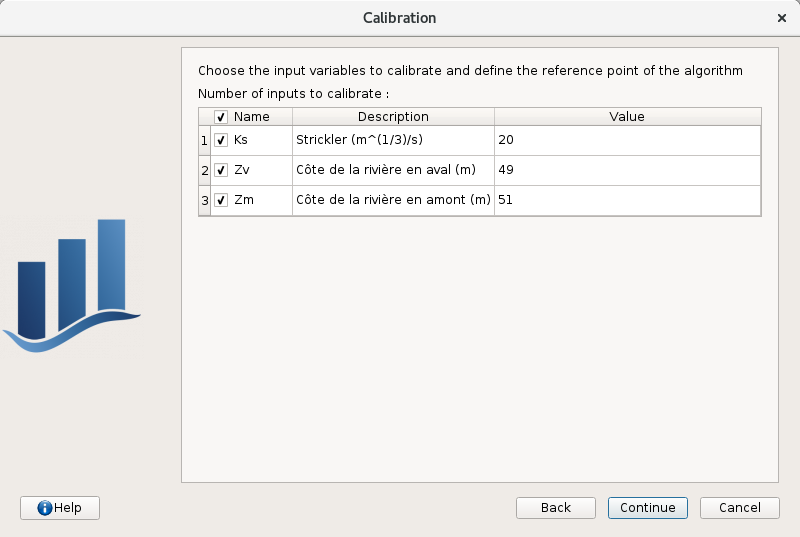 Calibration
Choose the input variables to calibrate and define the reference point of the algorithm
Number of inputs to calibrate :
Name Description Value
1 Ks Strickler (m^(1/3)/s) 20
2 Zv Côte de la rivière en aval (m) 49
3 Zm Côte de la rivière en amont (m) 51
Help Back Continue Cancel